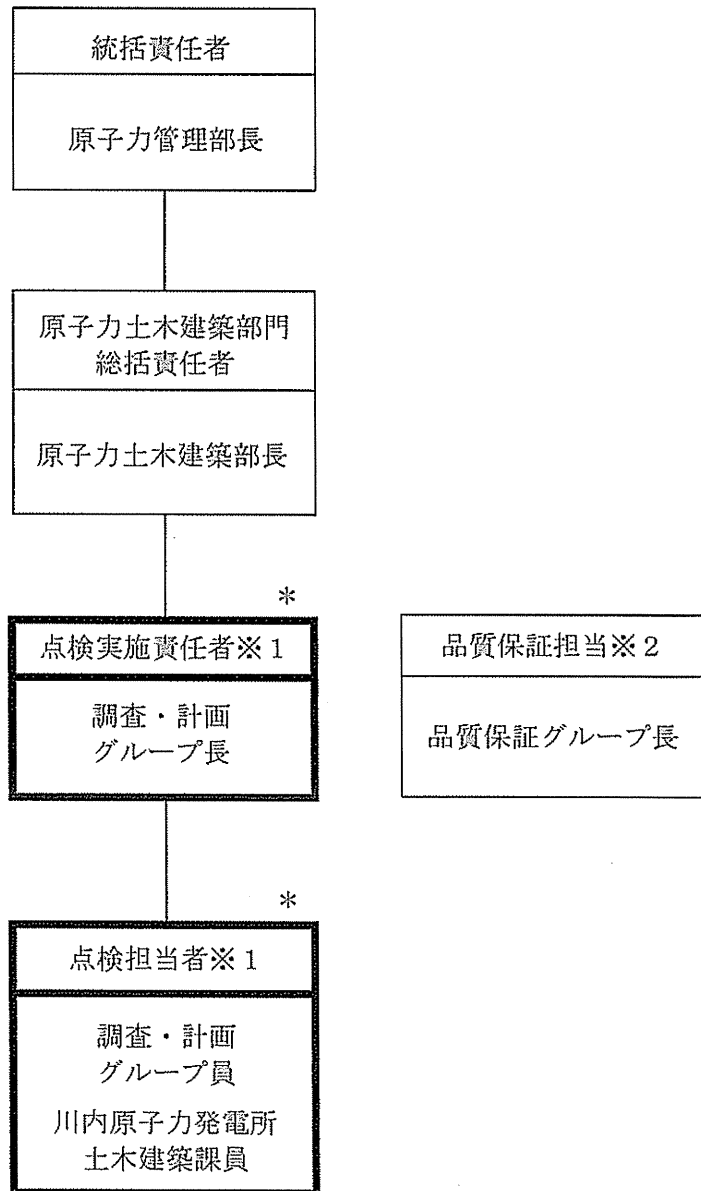 統括責任者
原子力管理部長
原子力土木建築部門
総括責任者
原子力土木建築部長
*
点検実施責任者※1
調査・計画
グループ長
品質保証担当※2
品質保証グループ長
*
点検担当者※1
調査・計画
グループ員
川内原子力発電所
土木建築課員